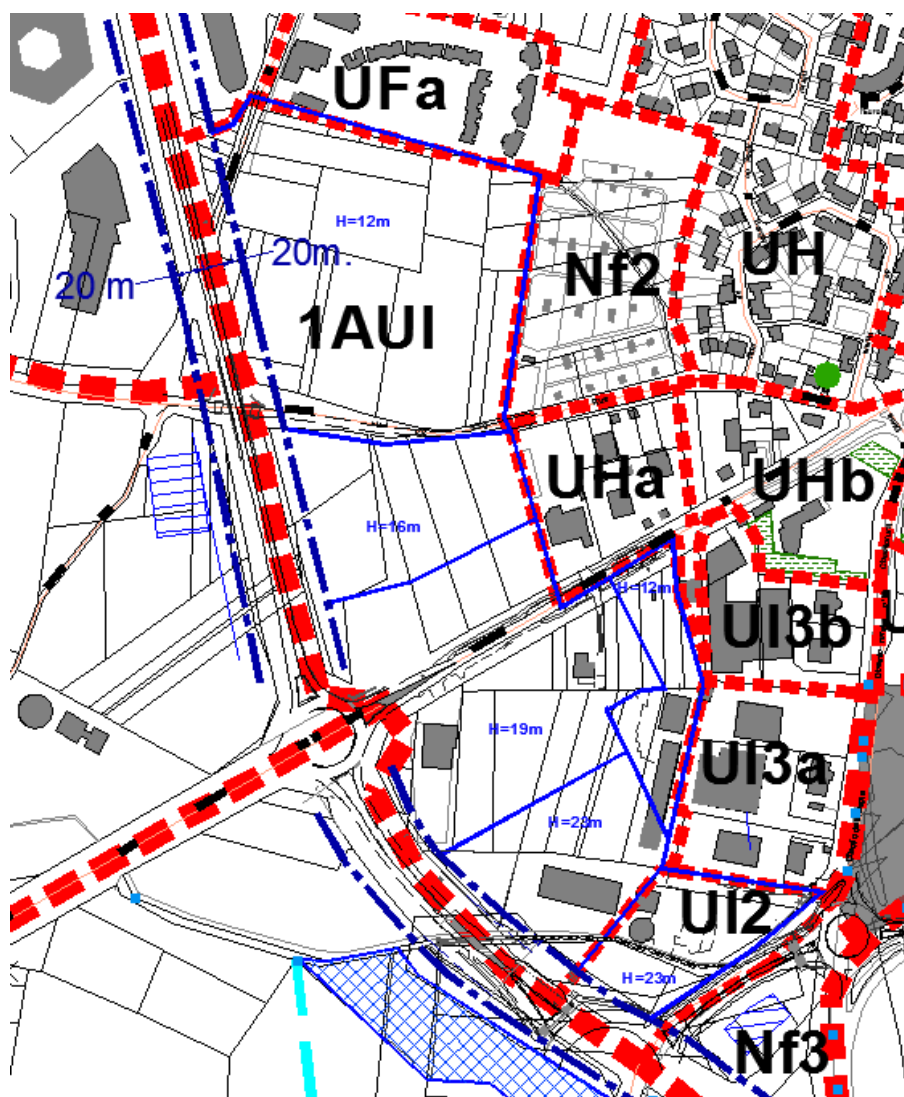 UFa
H=12m
Nf2
UH
20m.
20 m
1AUI
UHa
UHb
H=16m
H=12m
UI3b
H=19m
UI3a
H=23m
UI2
H=23m
Nf3